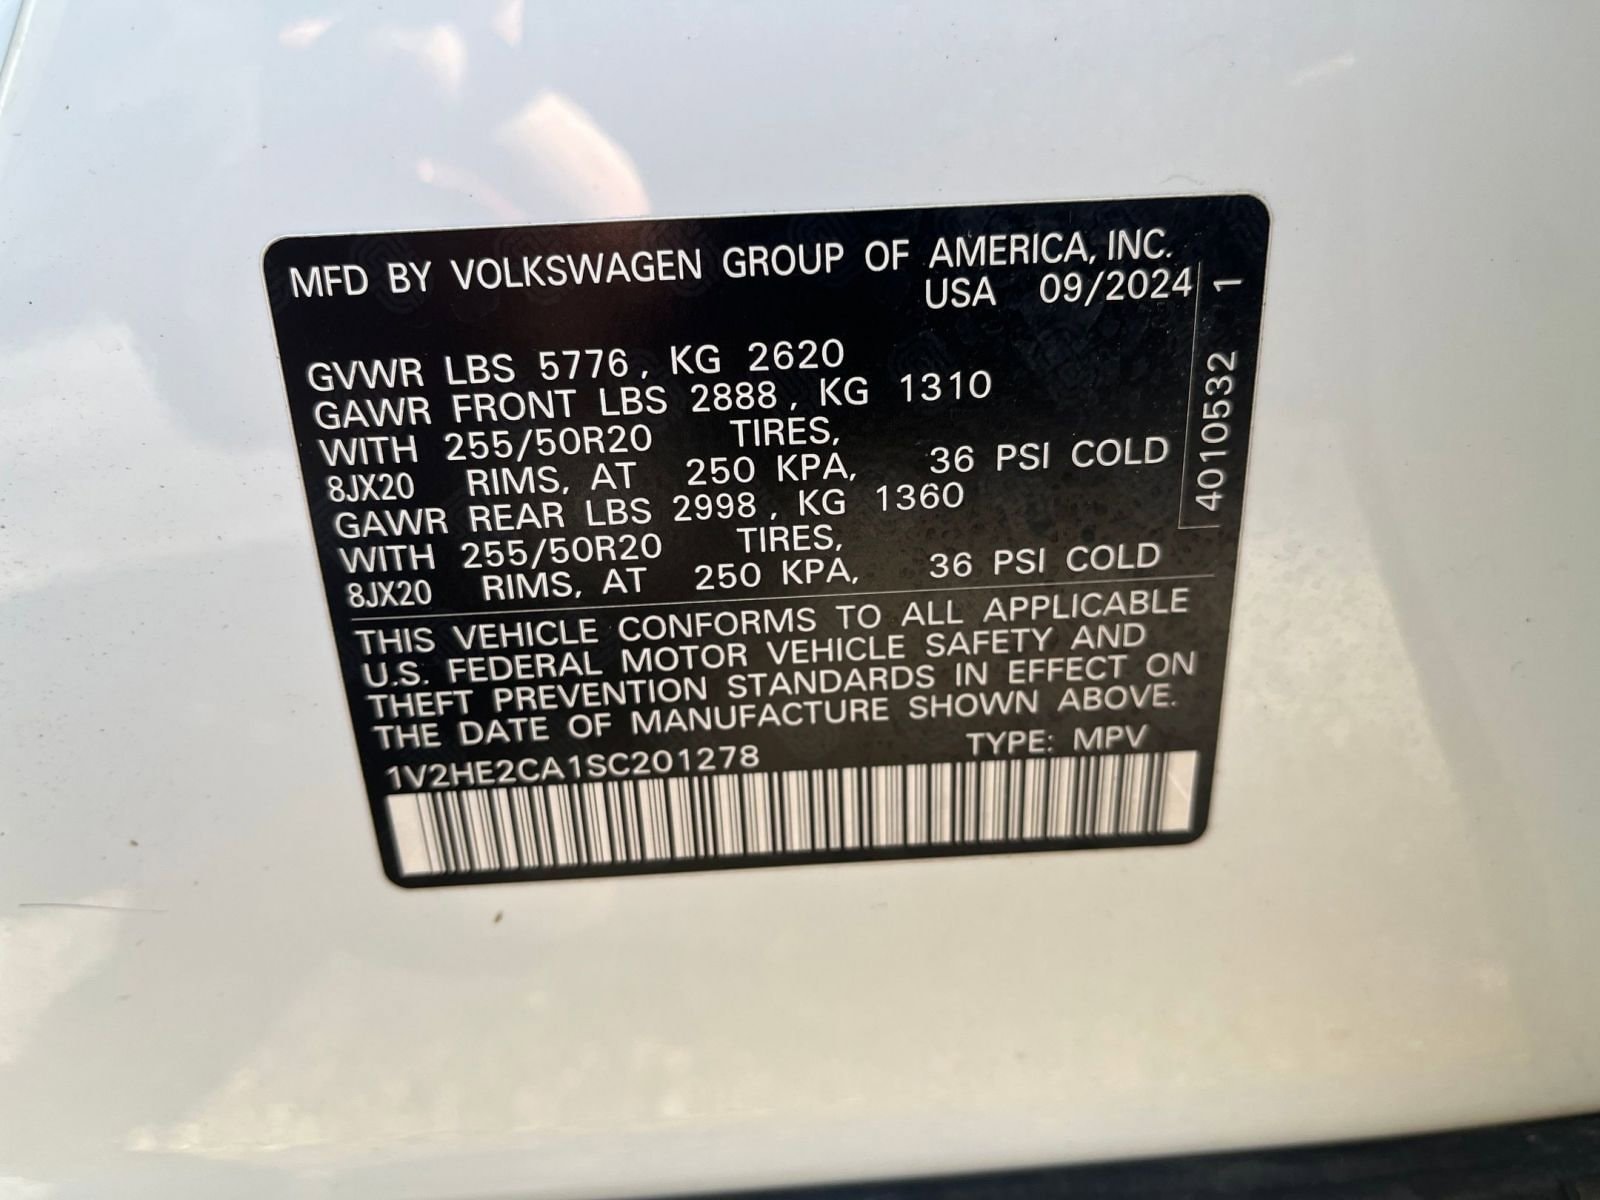 MFD BY VOLKSWAGEN GROUP OF AMERICA, INC.
USA 09/2024
GVWR LBS 5776, KG 2620
GAWR FRONT LBS 2888, KG 1310
WITH 255/50R20 TIRES,
8JX20 RIMS, AT 250 KPA, 36 PSI COLD
GAWR REAR LBS 2998, KG 1360
WITH 255/50R20 TIRES,
8JX20 RIMS, AT 250 KPA, 36 PSI COLD
THIS VEHICLE CONFORMS TO ALL APPLICABLE
U.S. FEDERAL MOTOR VEHICLE SAFETY AND
THEFT PREVENTION STANDARDS IN EFFECT ON
THE DATE OF MANUFACTURE SHOWN ABOVE.
1V2HE2CA1SC201278 TYPE: MPV
4010532 1